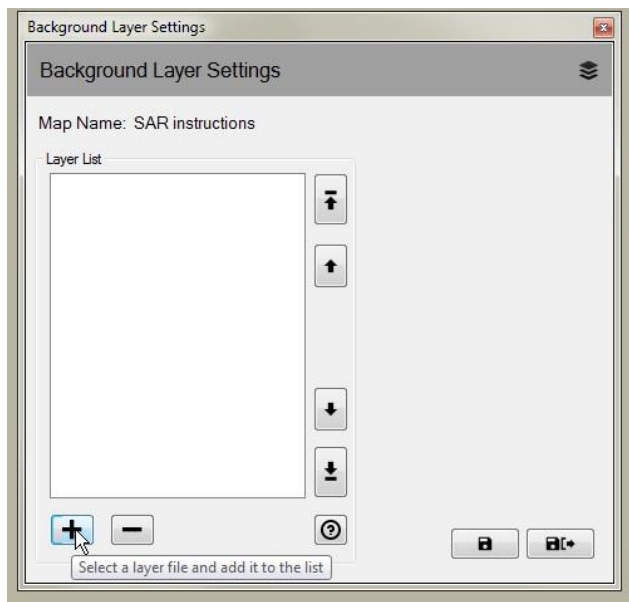 Background Layer Settings
Background Layer Settings
Map Name: SAR instructions
Layer List
Select a layer file and add it to the list